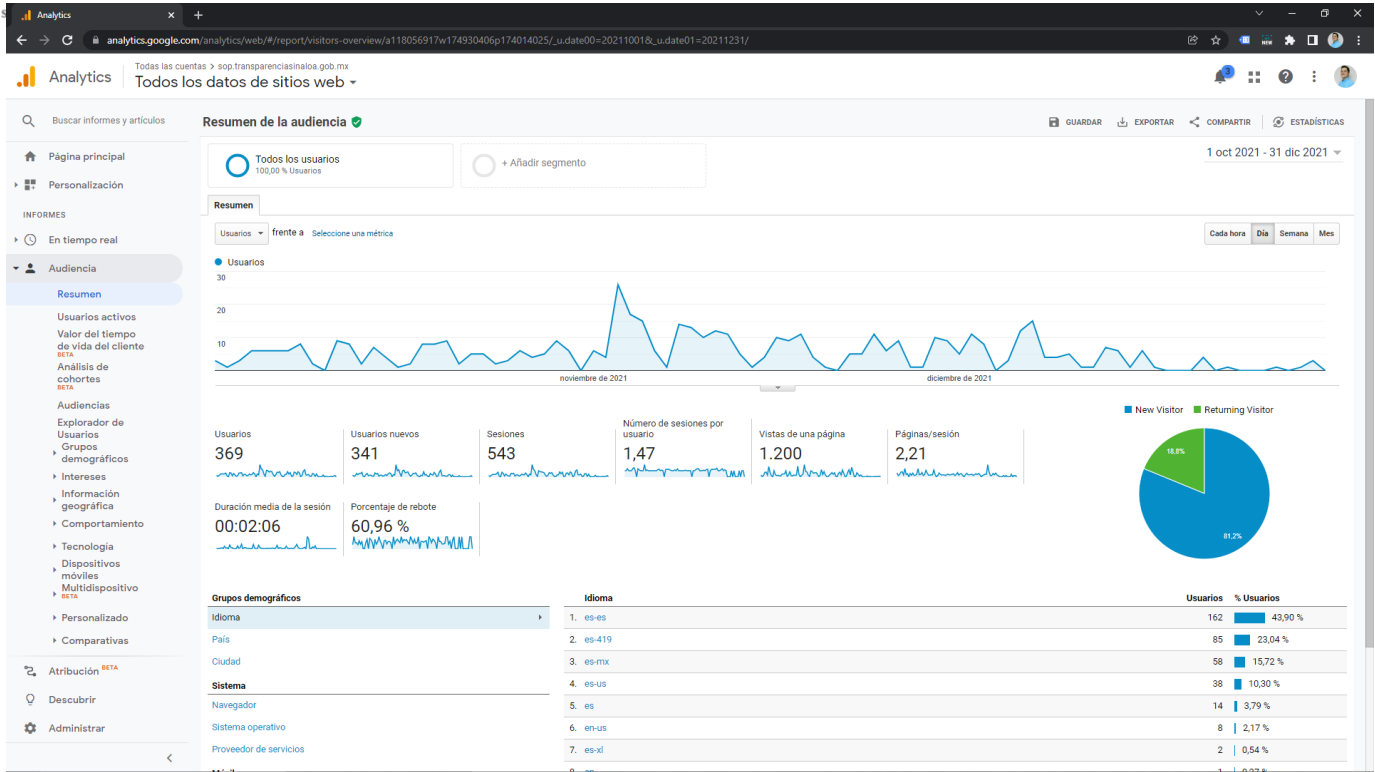 Analytics
analytics.google.com/analytics/web/#/report/visitors-overview/a118056917w174930406p174014025/_u.date00=20211001&_u.date01=20211231/
NEW
Analytics
Todas las cuentas > sop.transparenciasinaloa.gob.mx
Todos los datos de sitios web
3
Buscar informes y artículos
Página principal
Personalización
INFORMES
En tiempo real
Audiencia
Resumen
Usuarios activos
Valor del tiempo
de vida del cliente
BETA
Análisis de
cohortes
BETA
Audiencias
Explorador de
Usuarios
Grupos
demográficos
Intereses
Información
geográfica
Comportamiento
Tecnología
Dispositivos
móviles
Multidispositivo
BETA
Personalizado
Comparativas
Atribución BETA
Descubrir
Administrar
Resumen de la audiencia
GUARDAR
EXPORTAR
COMPARTIR
ESTADÍSTICAS
Todos los usuarios
100,00 % Usuarios
+ Añadir segmento
1 oct 2021 - 31 dic 2021
Resumen
Usuarios frente a Seleccione una métrica
Cada hora Día Semana Mes
Usuarios
30
20
10
noviembre de 2021
diciembre de 2021
New Visitor Returning Visitor
Usuarios
369
Usuarios nuevos
341
Sesiones
543
Número de sesiones por
usuario
1,47
Vistas de una página
1.200
Páginas/sesión
2,21
Duración media de la sesión
00:02:06
Porcentaje de rebote
60,96 %
18,8%
81,2%
Grupos demográficos
Idioma
País
Ciudad
Sistema
Navegador
Sistema operativo
Proveedor de servicios
Idioma Usuarios % Usuarios
1. es-es 162 43,90 %
2. es-419 85 23,04 %
3. es-mx 58 15,72 %
4. es-us 38 10,30 %
5. es 14 3,79 %
6. en-us 8 2,17 %
7. es-xl 2 0,54 %